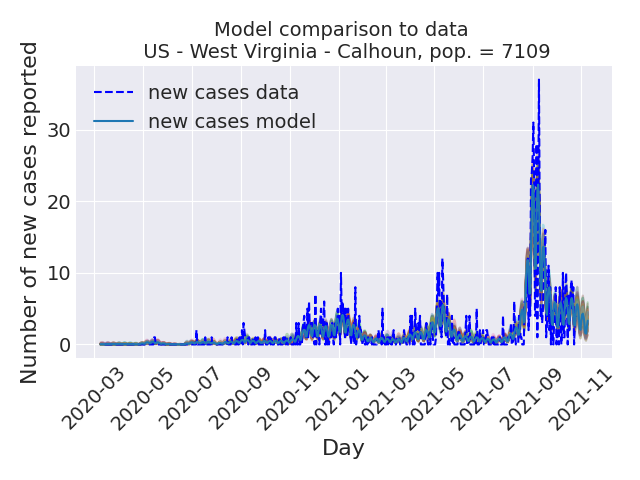 Model comparison to data
US - West Virginia - Calhoun, pop. = 7109
new cases data
new cases model
Number of new cases reported
30
20
10
0
2020-03
2020-05
2020-07
2020-09
2020-11
2021-01
2021-03
2021-05
2021-07
2021-09
2021-11
Day